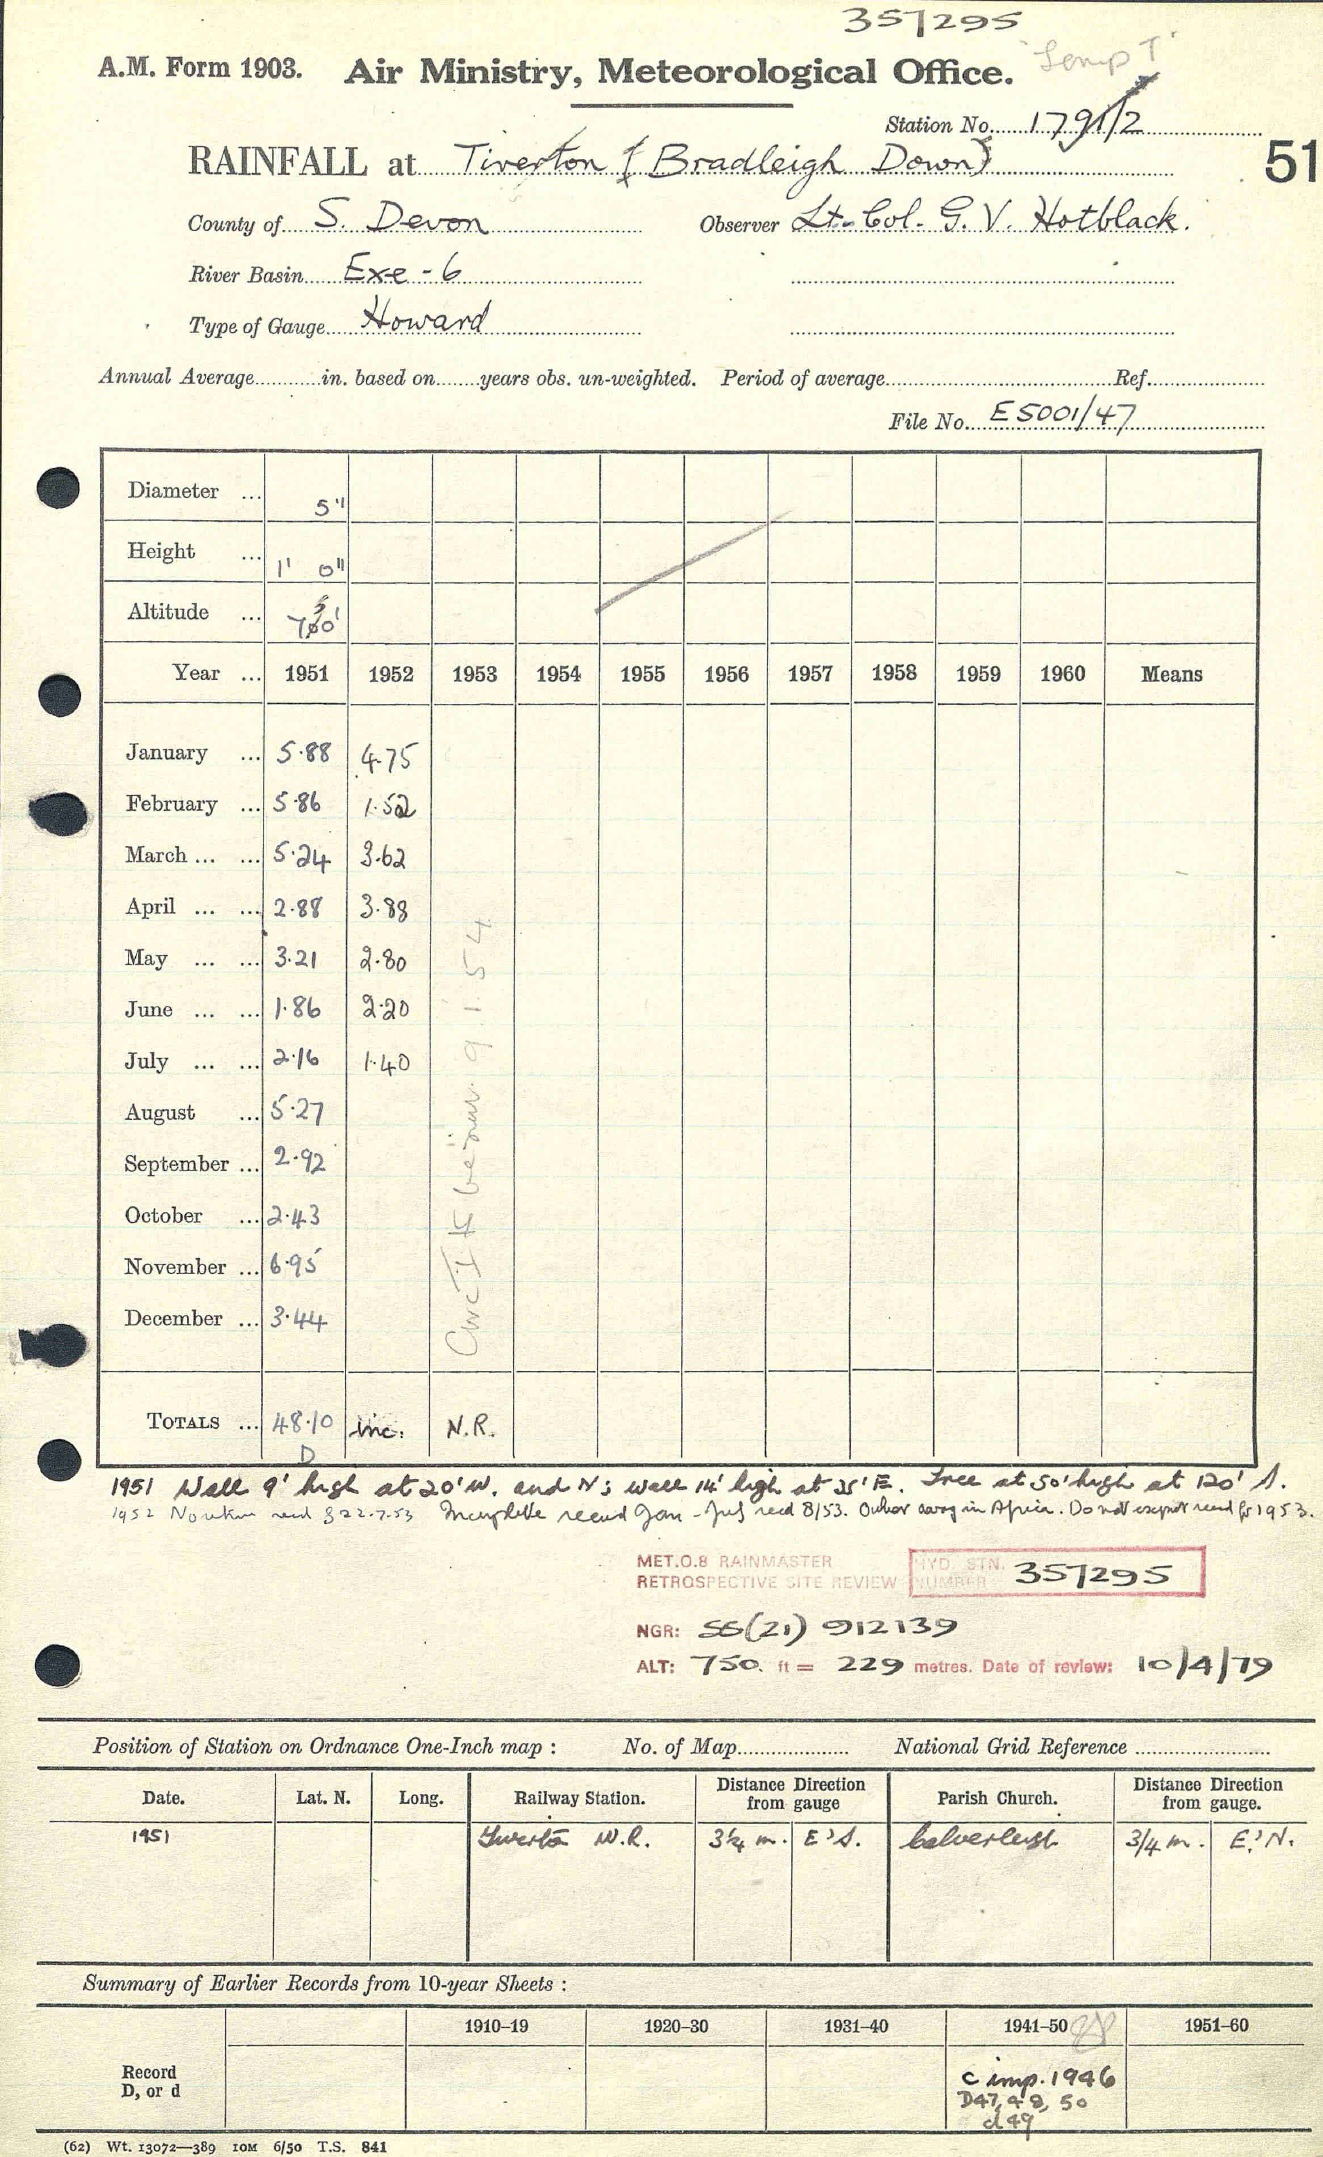 357295
A.M. Form 1903. Air Ministry, Meteorological Office. "Temp T"
Station No. 1791/2
RAINFALL at Tiverton (Bradleigh Down) 51
County of S. Devon Observer Lt-Col. G. V. Hotblack.
River Basin Exe - 6
Type of Gauge Howard
Annual Average in. based on years obs. un-weighted. Period of average Ref.
File No. E5001/47
Diameter ... 5"
Height ... 1' 0"
Altitude ... 700' 5
Year ... 1951 1952 1953 1954 1955 1956 1957 1958 1959 1960 Means
January ... 5.88 4.75
February ... 5.86 1.52
March ... ... 5.24 3.62
April ... ... 2.88 3.88
May ... ... 3.21 2.80
June ... ... 1.86 2.20
July ... ... 2.16 1.40
August ... 5.27
September ... 2.92
October ... 2.43
November ... 6.95
December ... 3.44
9.1.54
TOTALS ... 48.10 inc. N.R.
D
1951 Wall 9' high at 20' W. and N; wall 14' high at 35' E. Tree at 50' high at 120' S.
1952 22.7.53 Incomplete record Jan - July recd 8/53. Observer away in Africa. Do not expect record for 1953.
MET.O.8 RAINMASTER HYD. STN.
RETROSPECTIVE SITE REVIEW NUMBER 357295
NGR: SS(21) 912139
ALT: 750. ft = 229 metres. Date of review: 10/4/79
Position of Station on Ordnance One-Inch map : No. of Map National Grid Reference
Date. Lat. N. Long. Railway Station. Distance Direction from gauge Parish Church. Distance Direction from gauge.
1951 Tiverton W.R. 3¼ m. E'S. Calverleigh 3/4 m. E'N.
Summary of Earlier Records from 10-year Sheets :
1910–19 1920–30 1931–40 1941–50 1951–60
Record
D, or d
c imp. 1946
D47, 48, 50
d 49
(62) Wt. 13072—389 10M 6/50 T.S. 841